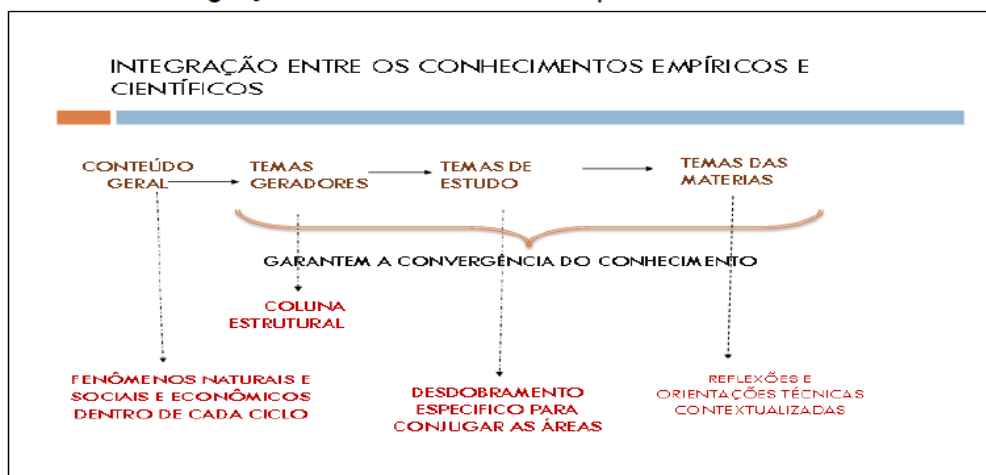 INTEGRAÇÃO ENTRE OS CONHECIMENTOS EMPÍRICOS E
CIENTÍFICOS
CONTEÚDO
GERAL
TEMAS
GERADORES
TEMAS DE
ESTUDO
TEMAS DAS
MATERIAS
GARANTEM A CONVERGÊNCIA DO CONHECIMENTO
COLUNA
ESTRUTURAL
FENÔMENOS NATURAIS E
SOCIAIS E ECONÔMICOS
DENTRO DE CADA CICLO
DESDOBRAMENTO
ESPECIFICO PARA
CONJUGAR AS ÁREAS
REFLEXÕES E
ORIENTAÇÕES TÉCNICAS
CONTEXTUALIZADAS